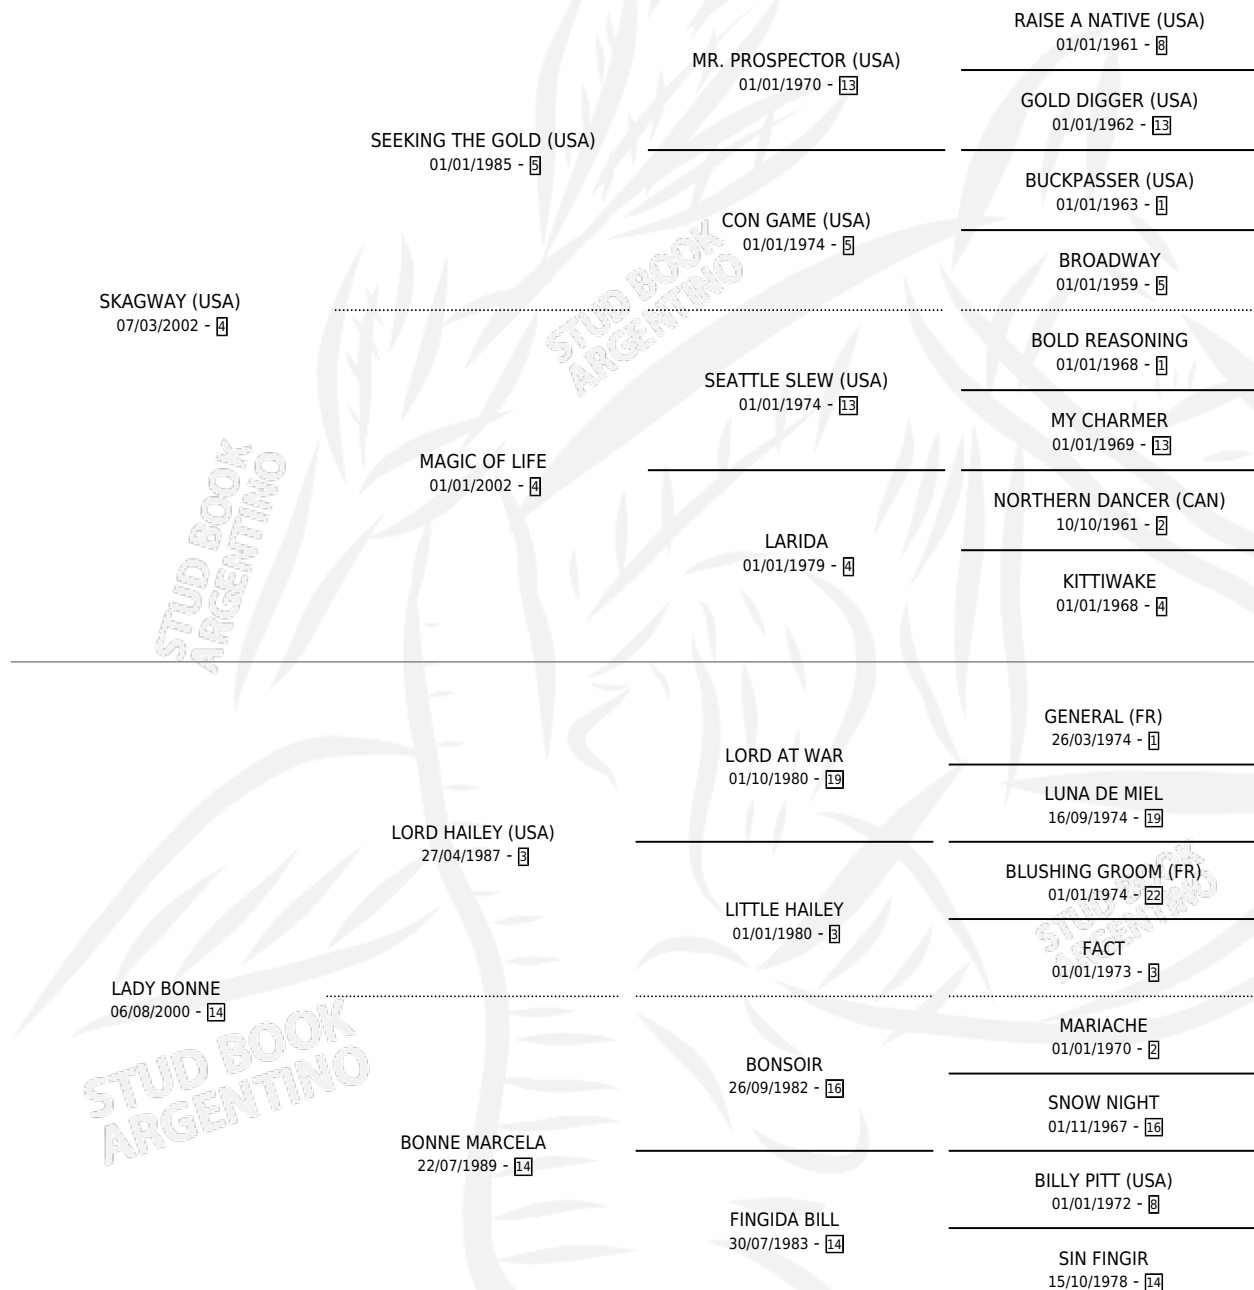 RAISE A NATIVE (USA)
01/01/1961 - 8
MR. PROSPECTOR (USA)
01/01/1970 - 13
GOLD DIGGER (USA)
01/01/1962 - 13
SEEKING THE GOLD (USA)
01/01/1985 - 5
BUCKPASSER (USA)
01/01/1963 - 1
CON GAME (USA)
01/01/1974 - 5
BROADWAY
01/01/1959 - 5
SKAGWAY (USA)
07/03/2002 - 4
BOLD REASONING
01/01/1968 - 1
SEATTLE SLEW (USA)
01/01/1974 - 13
MY CHARMER
01/01/1969 - 13
MAGIC OF LIFE
01/01/2002 - 4
NORTHERN DANCER (CAN)
10/10/1961 - 2
LARIDA
01/01/1979 - 4
KITTIWAKE
01/01/1968 - 4
GENERAL (FR)
26/03/1974 - 1
LORD AT WAR
01/10/1980 - 19
LUNA DE MIEL
16/09/1974 - 19
LORD HAILEY (USA)
27/04/1987 - 3
BLUSHING GROOM (FR)
01/01/1974 - 22
LITTLE HAILEY
01/01/1980 - 3
FACT
01/01/1973 - 3
LADY BONNE
06/08/2000 - 14
MARIACHE
01/01/1970 - 2
BONSOIR
26/09/1982 - 16
SNOW NIGHT
01/11/1967 - 16
BONNE MARCELA
22/07/1989 - 14
BILLY PITT (USA)
01/01/1972 - 8
FINGIDA BILL
30/07/1983 - 14
SIN FINGIR
15/10/1978 - 14
STUD BOOK
ARGENTINO
STUD BOOK
ARGENTINO
STUD BOOK
ARGENTINO
STUD BOOK
ARGENTINO